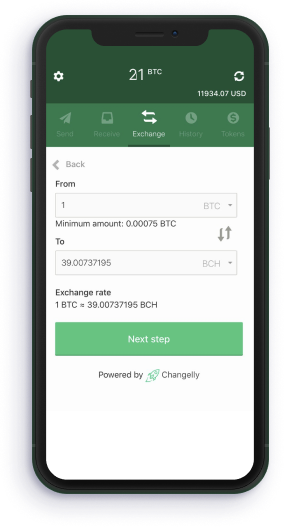 21 BTC
11934.07 USD
Send Receive Exchange History Tokens
Back
From
1 BTC
Minimum amount: 0.00075 BTC
To
39.00737195 BCH
Exchange rate
1 BTC ≈ 39.00737195 BCH
Next step
Powered by Changelly